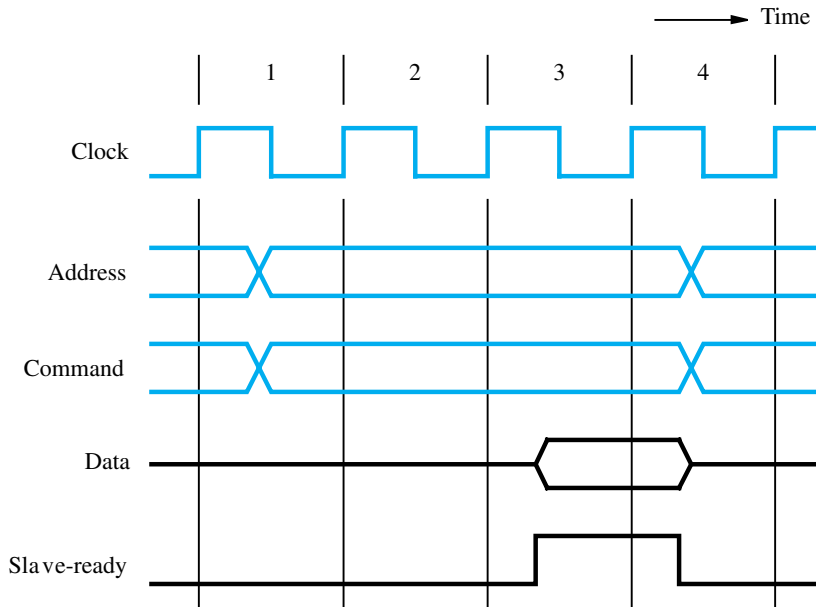 Time
1 2 3 4
Clock
Address
Command
Data
Slave-ready